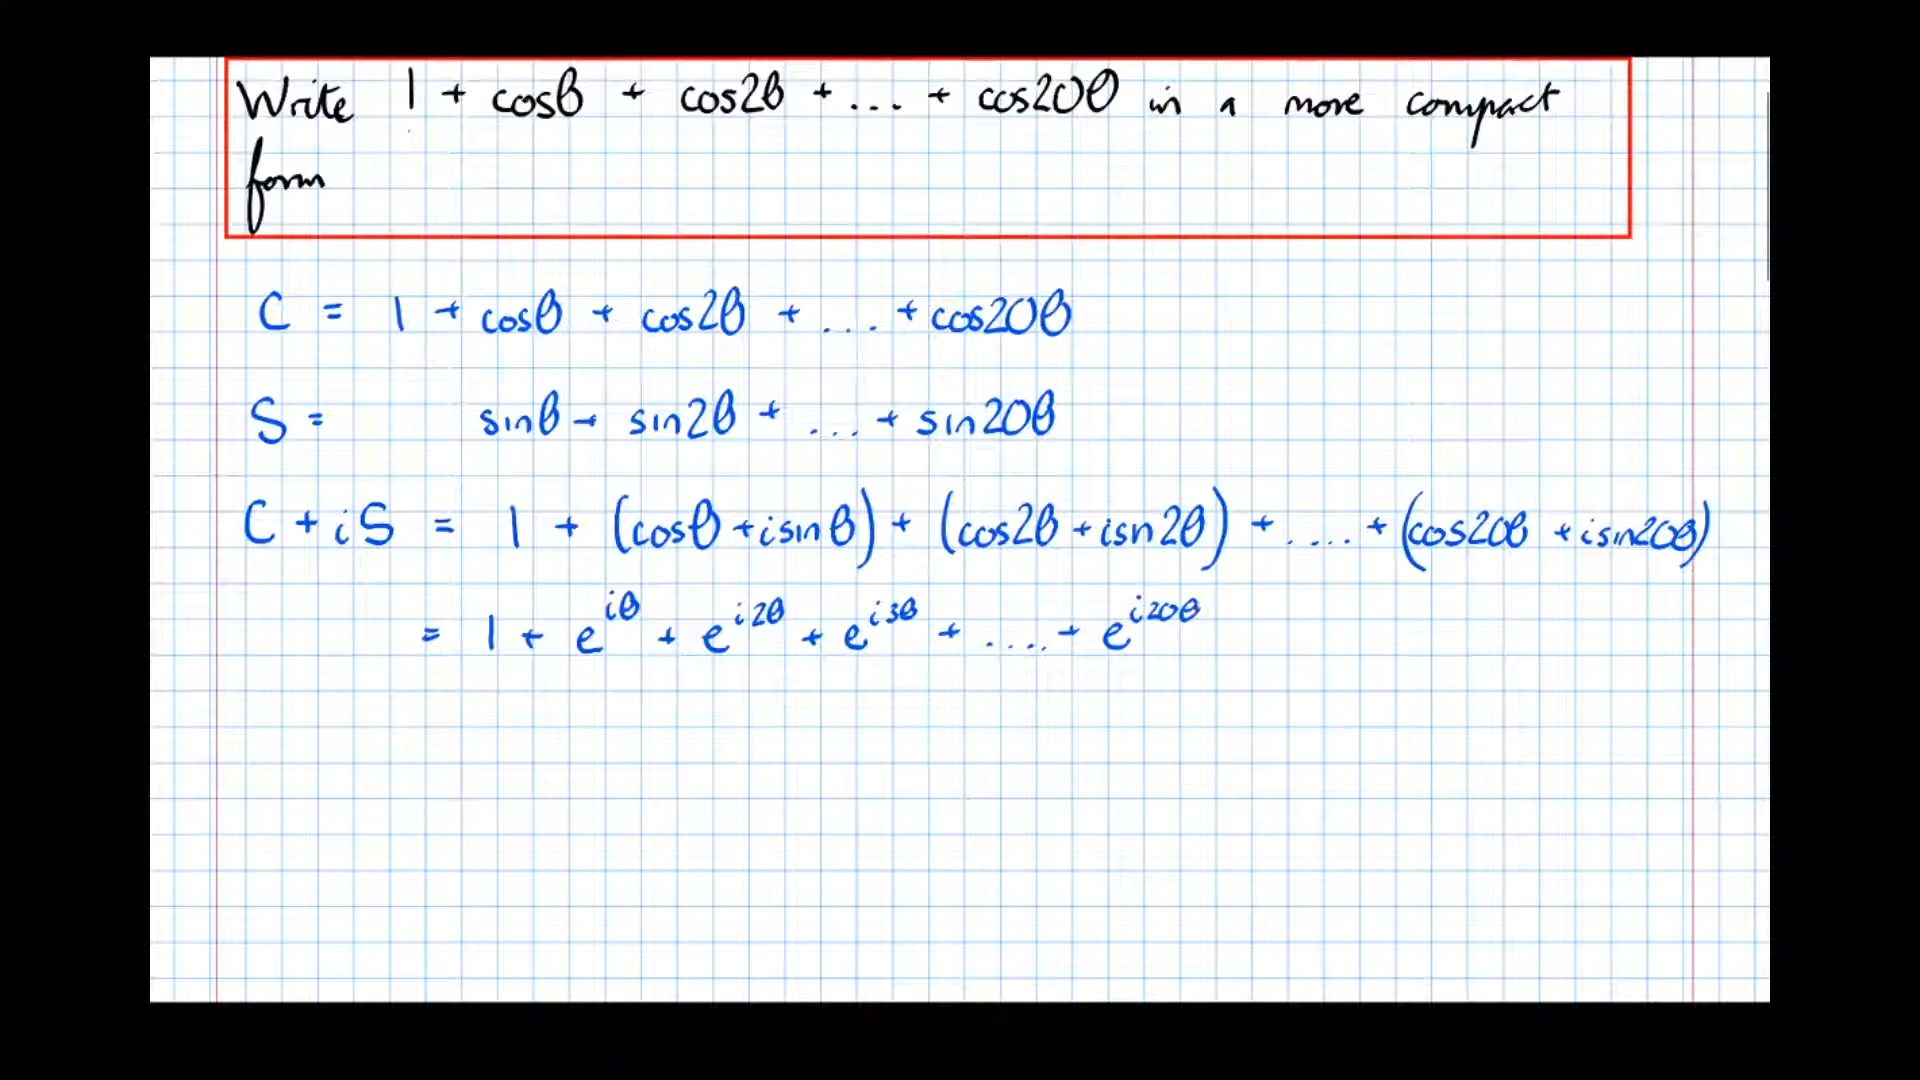 Write 1 + cosθ + cos2θ + ... + cos20θ in a more compact
form
C = 1 + cosθ + cos2θ + ... + cos20θ
S = sinθ + sin2θ + ... + sin20θ
C + iS = 1 + (cosθ + isinθ) + (cos2θ + isn2θ) + .... + (cos20θ + isin20θ)
= 1 + e^{iθ} + e^{i2θ} + e^{i3θ} + .... + e^{i20θ}